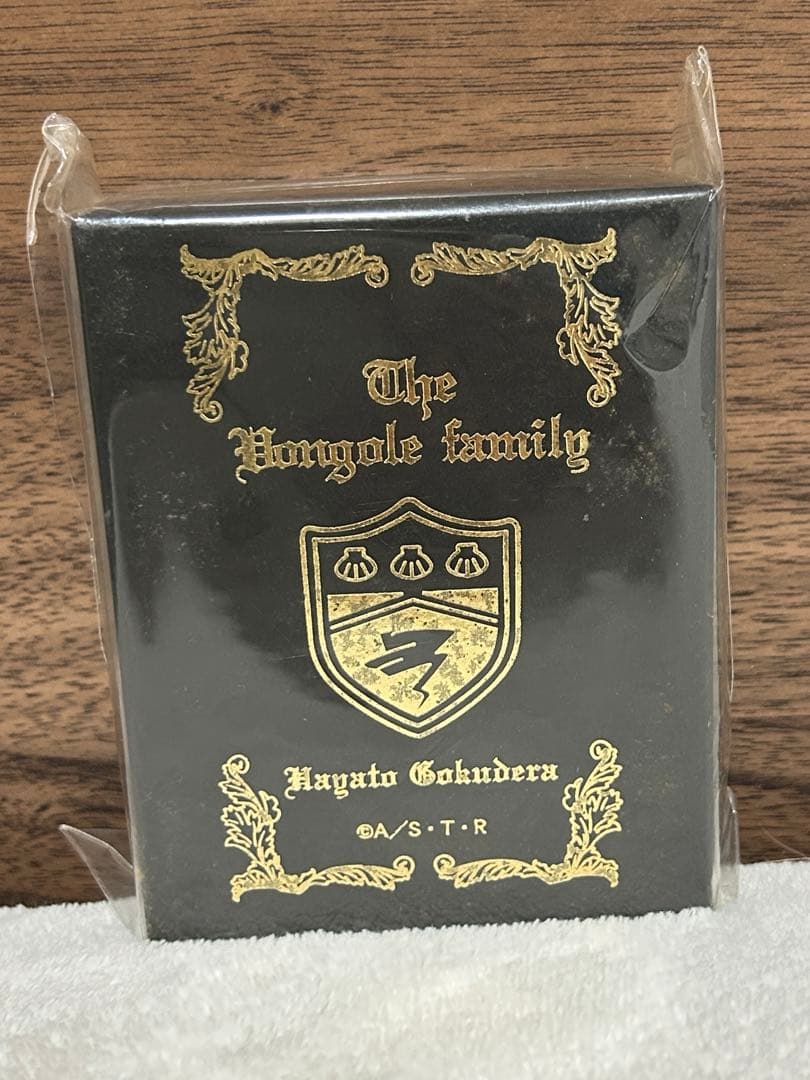 The
Vongole family
Hayato Gokudera
©A/S・T・R